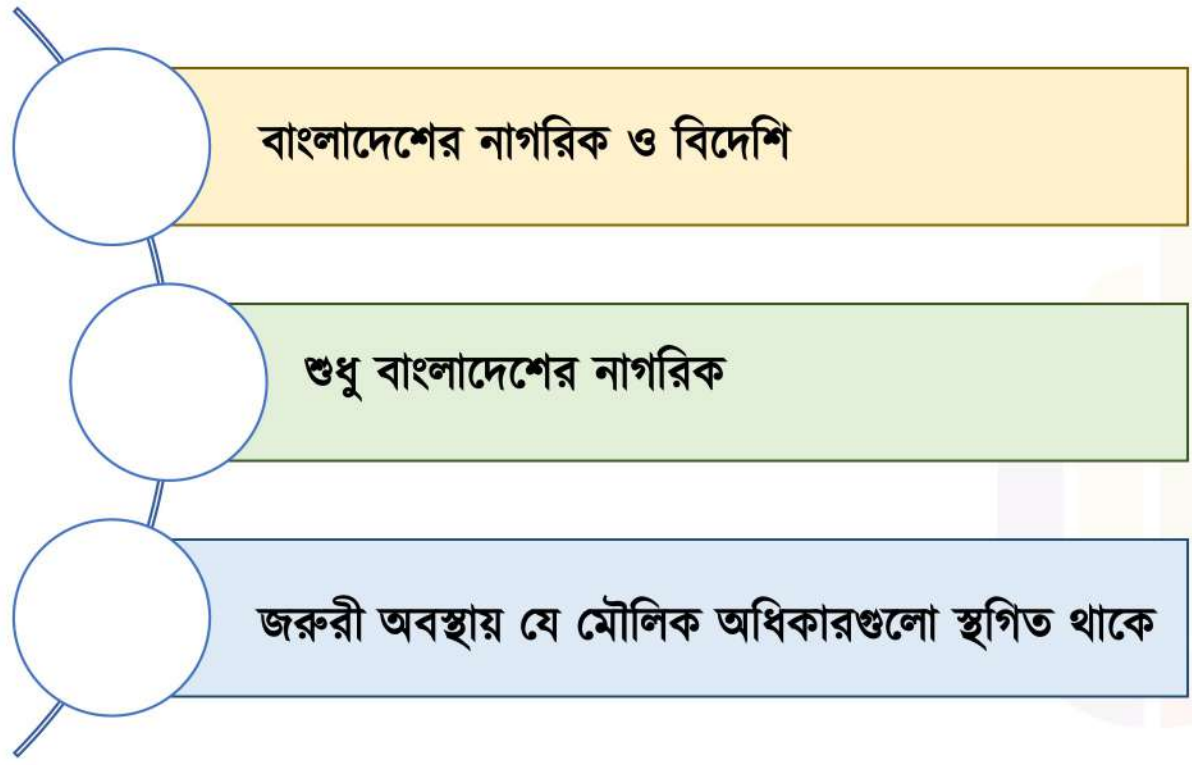 বাংলাদেশের নাগরিক ও বিদেশি
শুধু বাংলাদেশের নাগরিক
জরুরী অবস্থায় যে মৌলিক অধিকারগুলো স্থগিত থাকে